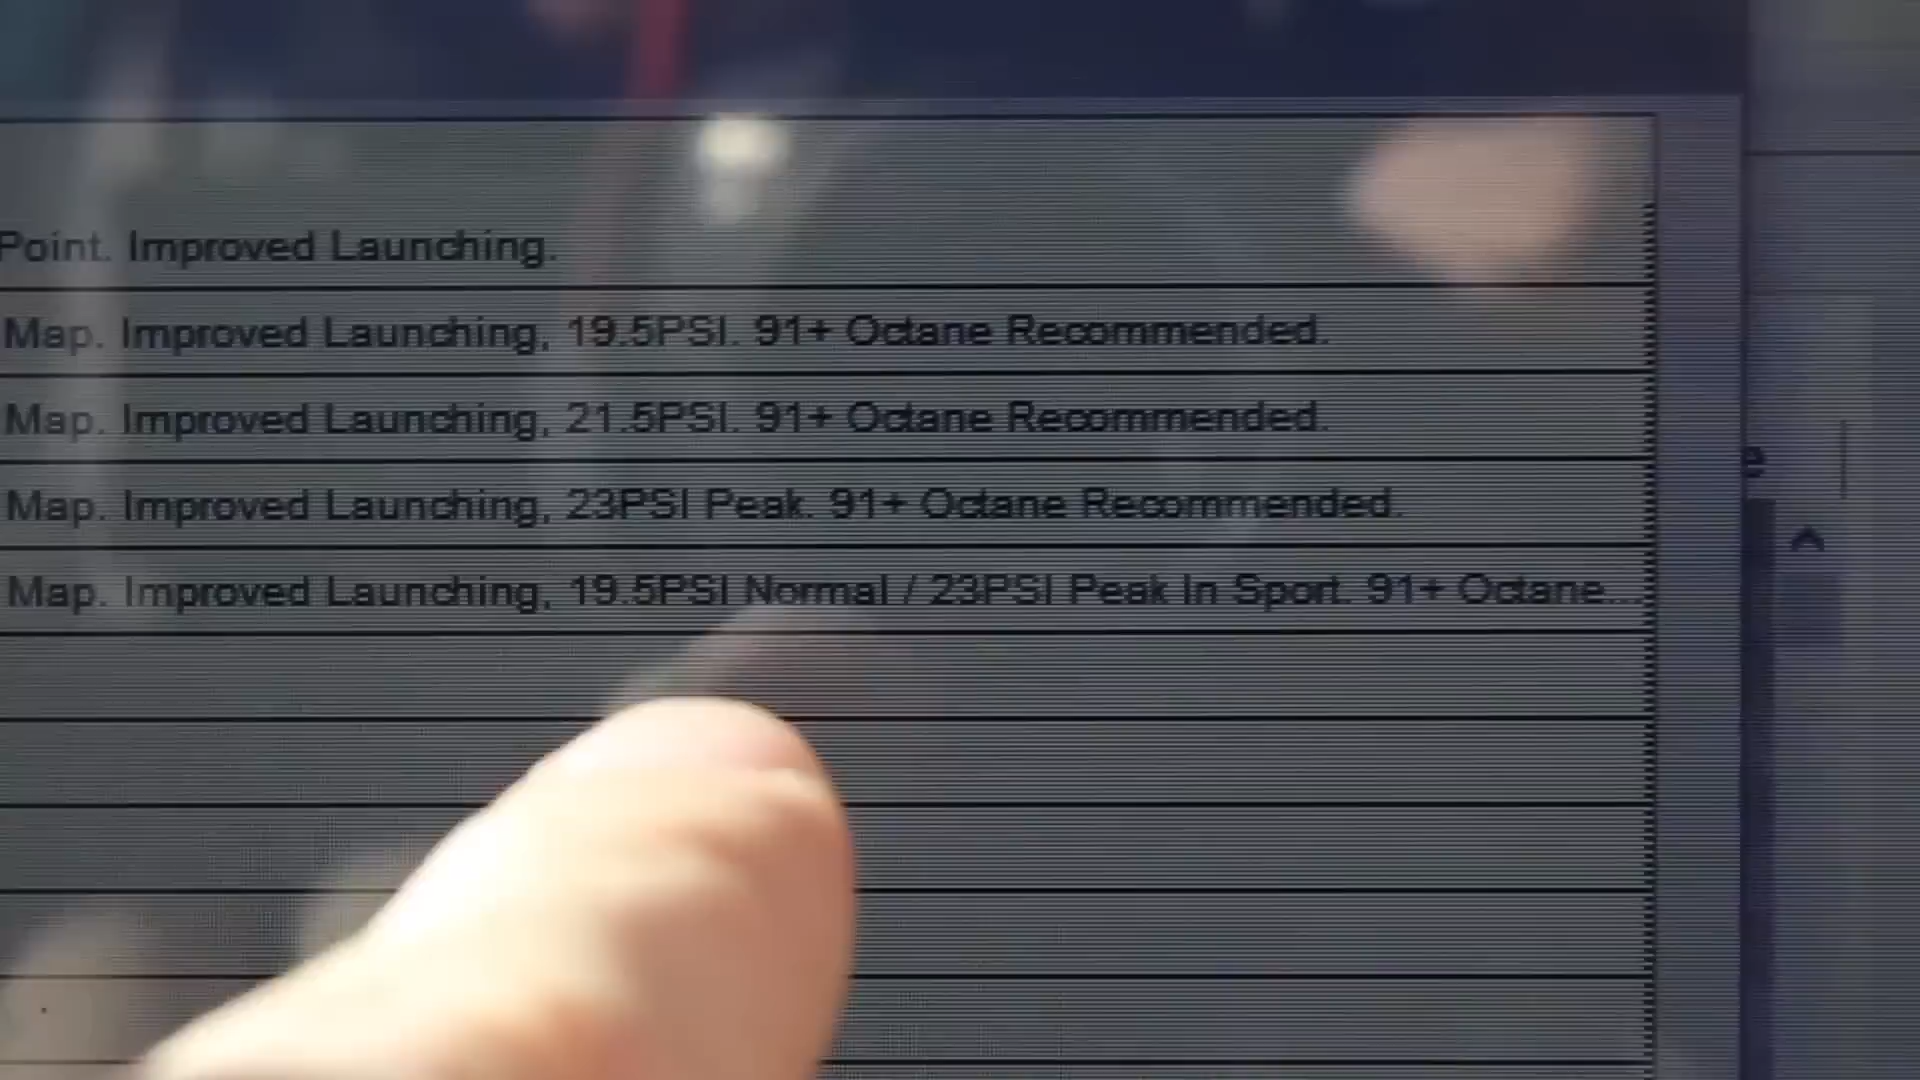 Point. Improved Launching.
Map. Improved Launching, 19.5PSI. 91+ Octane Recommended.
Map. Improved Launching, 21.5PSI. 91+ Octane Recommended.
Map. Improved Launching, 23PSI Peak. 91+ Octane Recommended.
Map. Improved Launching, 19.5PSI Normal / 23PSI Peak In Sport. 91+ Octane...
e